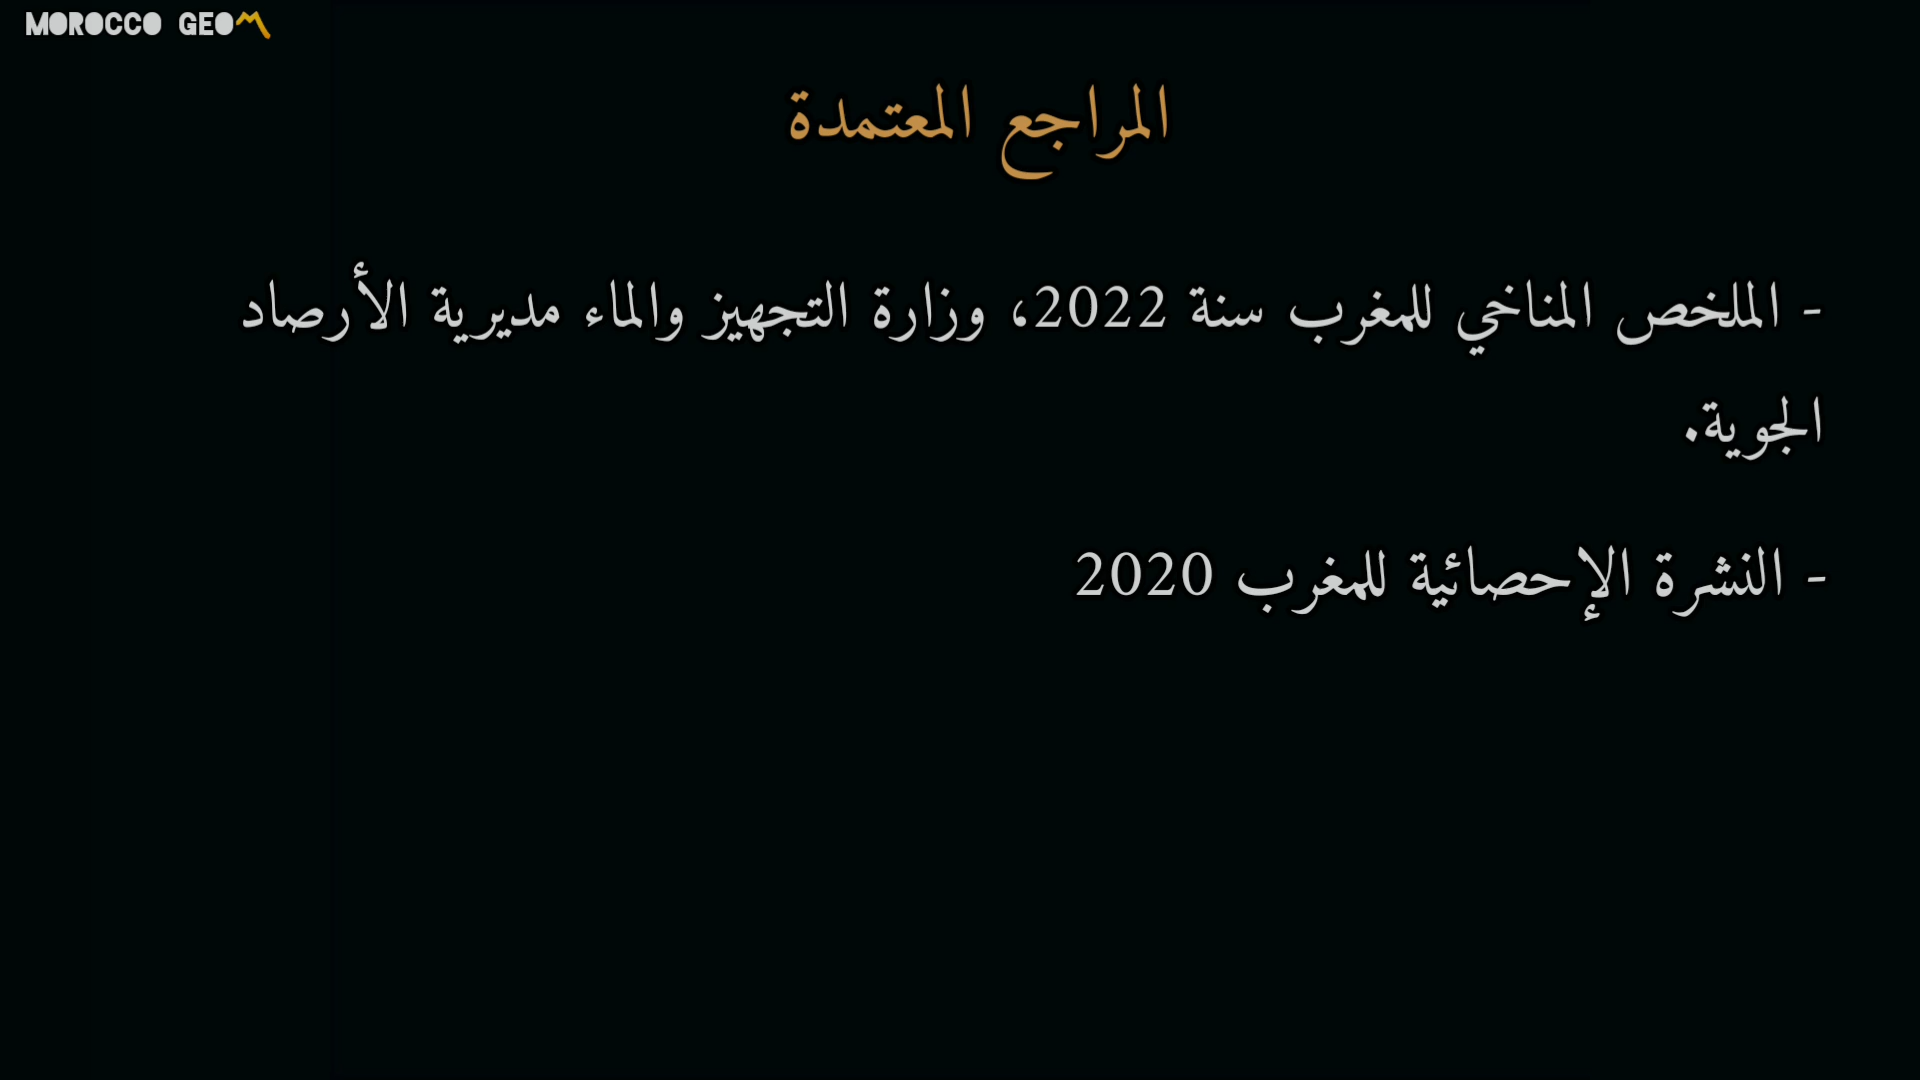 MOROCCO GEO
المراجع المعتمدة
- الملخص المناخي للمغرب سنة 2022، وزارة التجهيز والماء مديرية الأرصاد
الجوية.
- النشرة الإحصائية للمغرب 2020